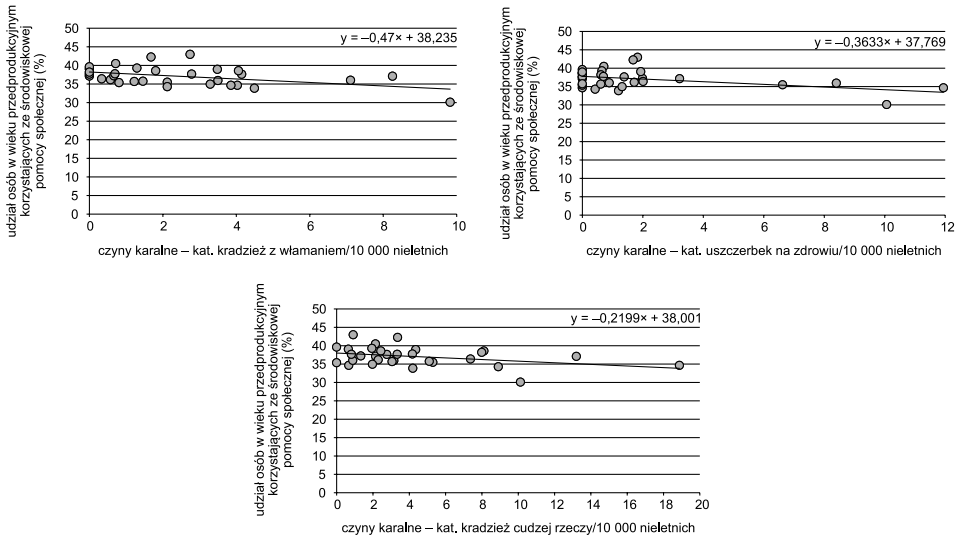 udział osób w wieku przedprodukcyjnym
korzystających ze środowiskowej
pomocy społecznej (%)
50
45
40
35
30
25
20
15
10
5
0
y = –0,47× + 38,235
0 2 4 6 8 10
czyny karalne – kat. kradzież z włamaniem/10 000 nieletnich
udział osób w wieku przedprodukcyjnym
korzystających ze środowiskowej
pomocy społecznej (%)
50
45
40
35
30
25
20
15
10
5
0
y = –0,3633× + 37,769
0 2 4 6 8 10 12
czyny karalne – kat. uszczerbek na zdrowiu/10 000 nieletnich
udział osób w wieku przedprodukcyjnym
korzystających ze środowiskowej
pomocy społecznej (%)
50
45
40
35
30
25
20
15
10
5
0
y = –0,2199× + 38,001
0 2 4 6 8 10 12 14 16 18 20
czyny karalne – kat. kradzież cudzej rzeczy/10 000 nieletnich